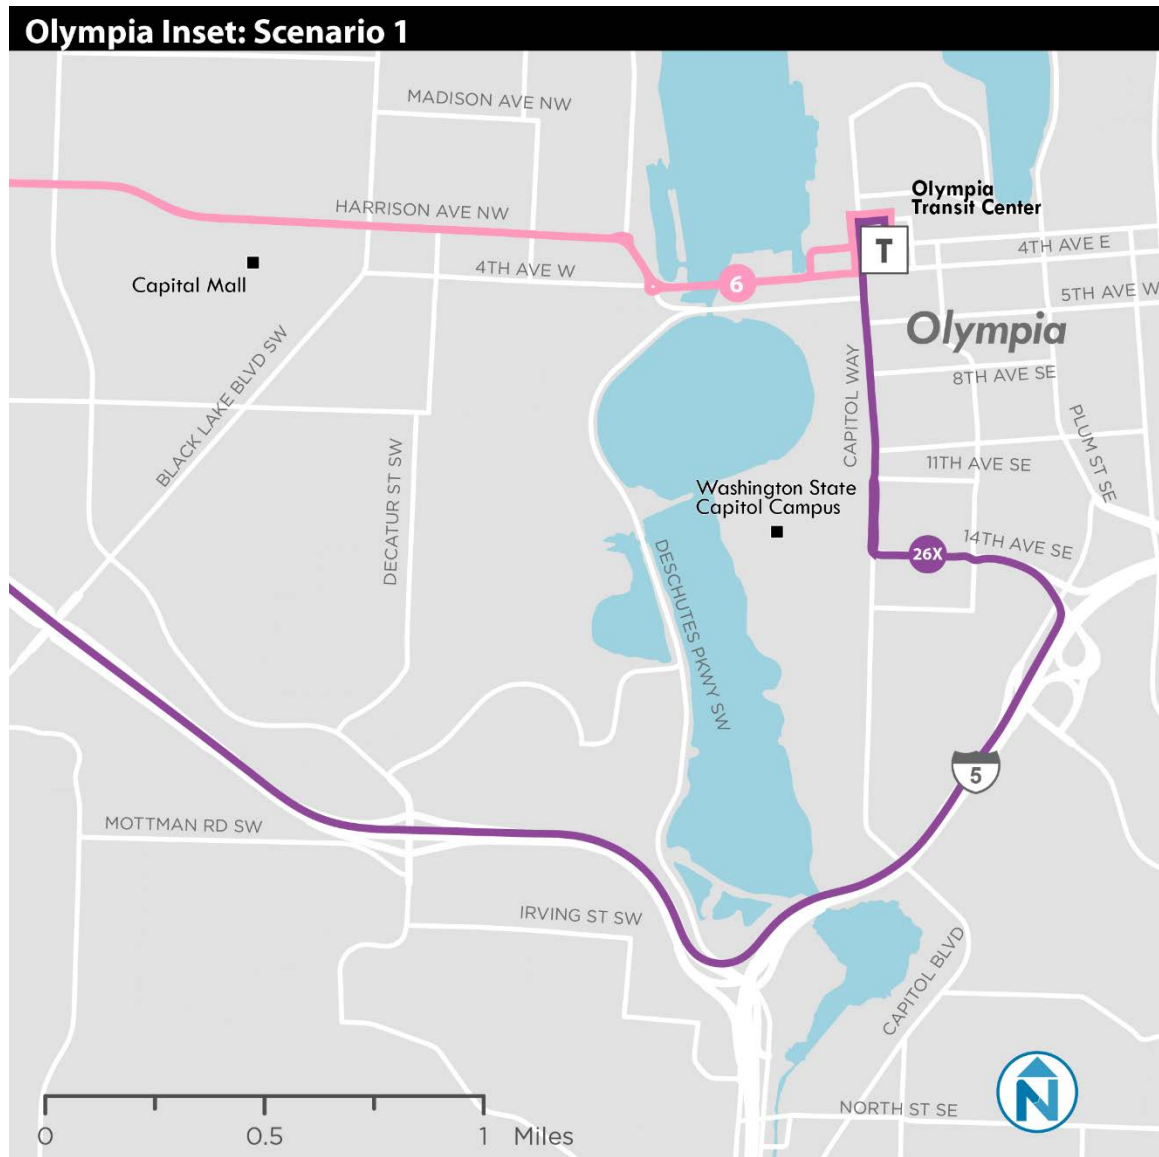 Olympia Inset: Scenario 1
MADISON AVE NW
HARRISON AVE NW
Olympia
Transit Center
T
4TH AVE E
4TH AVE W
6
Capital Mall
5TH AVE W
Olympia
BLACK LAKE BLVD SW
CAPITOL WAY
8TH AVE SE
PLUM ST SE
DECATUR ST SW
11TH AVE SE
Washington State
Capitol Campus
14TH AVE SE
26X
DESCHUTES PKWY SW
5
MOTTMAN RD SW
IRVING ST SW
CAPITOL BLVD
NORTH ST SE
N
0 0.5 1 Miles